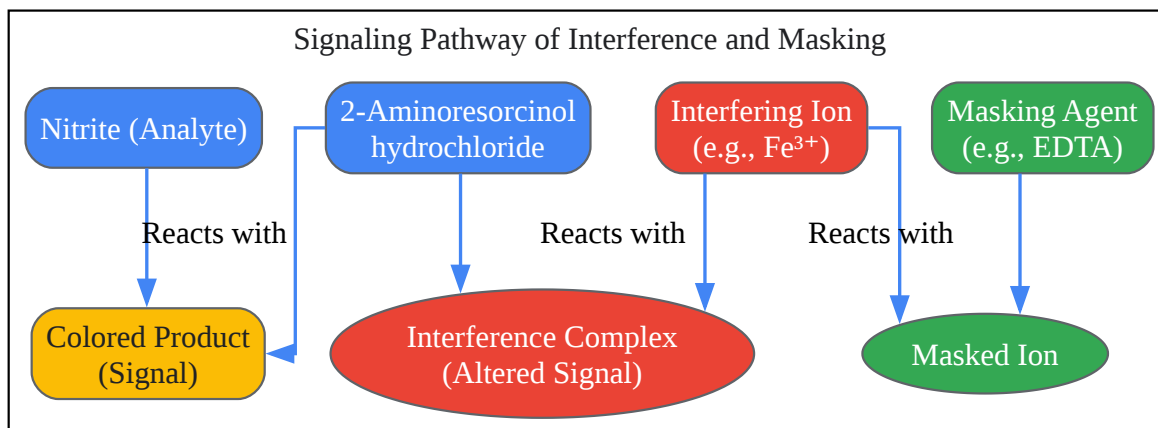 Signaling Pathway of Interference and Masking
Nitrite (Analyte)
2-Aminoresorcinol
hydrochloride
Interfering Ion
(e.g., Fe³⁺)
Masking Agent
(e.g., EDTA)
Reacts with
Reacts with
Reacts with
Colored Product
(Signal)
Interference Complex
(Altered Signal)
Masked Ion